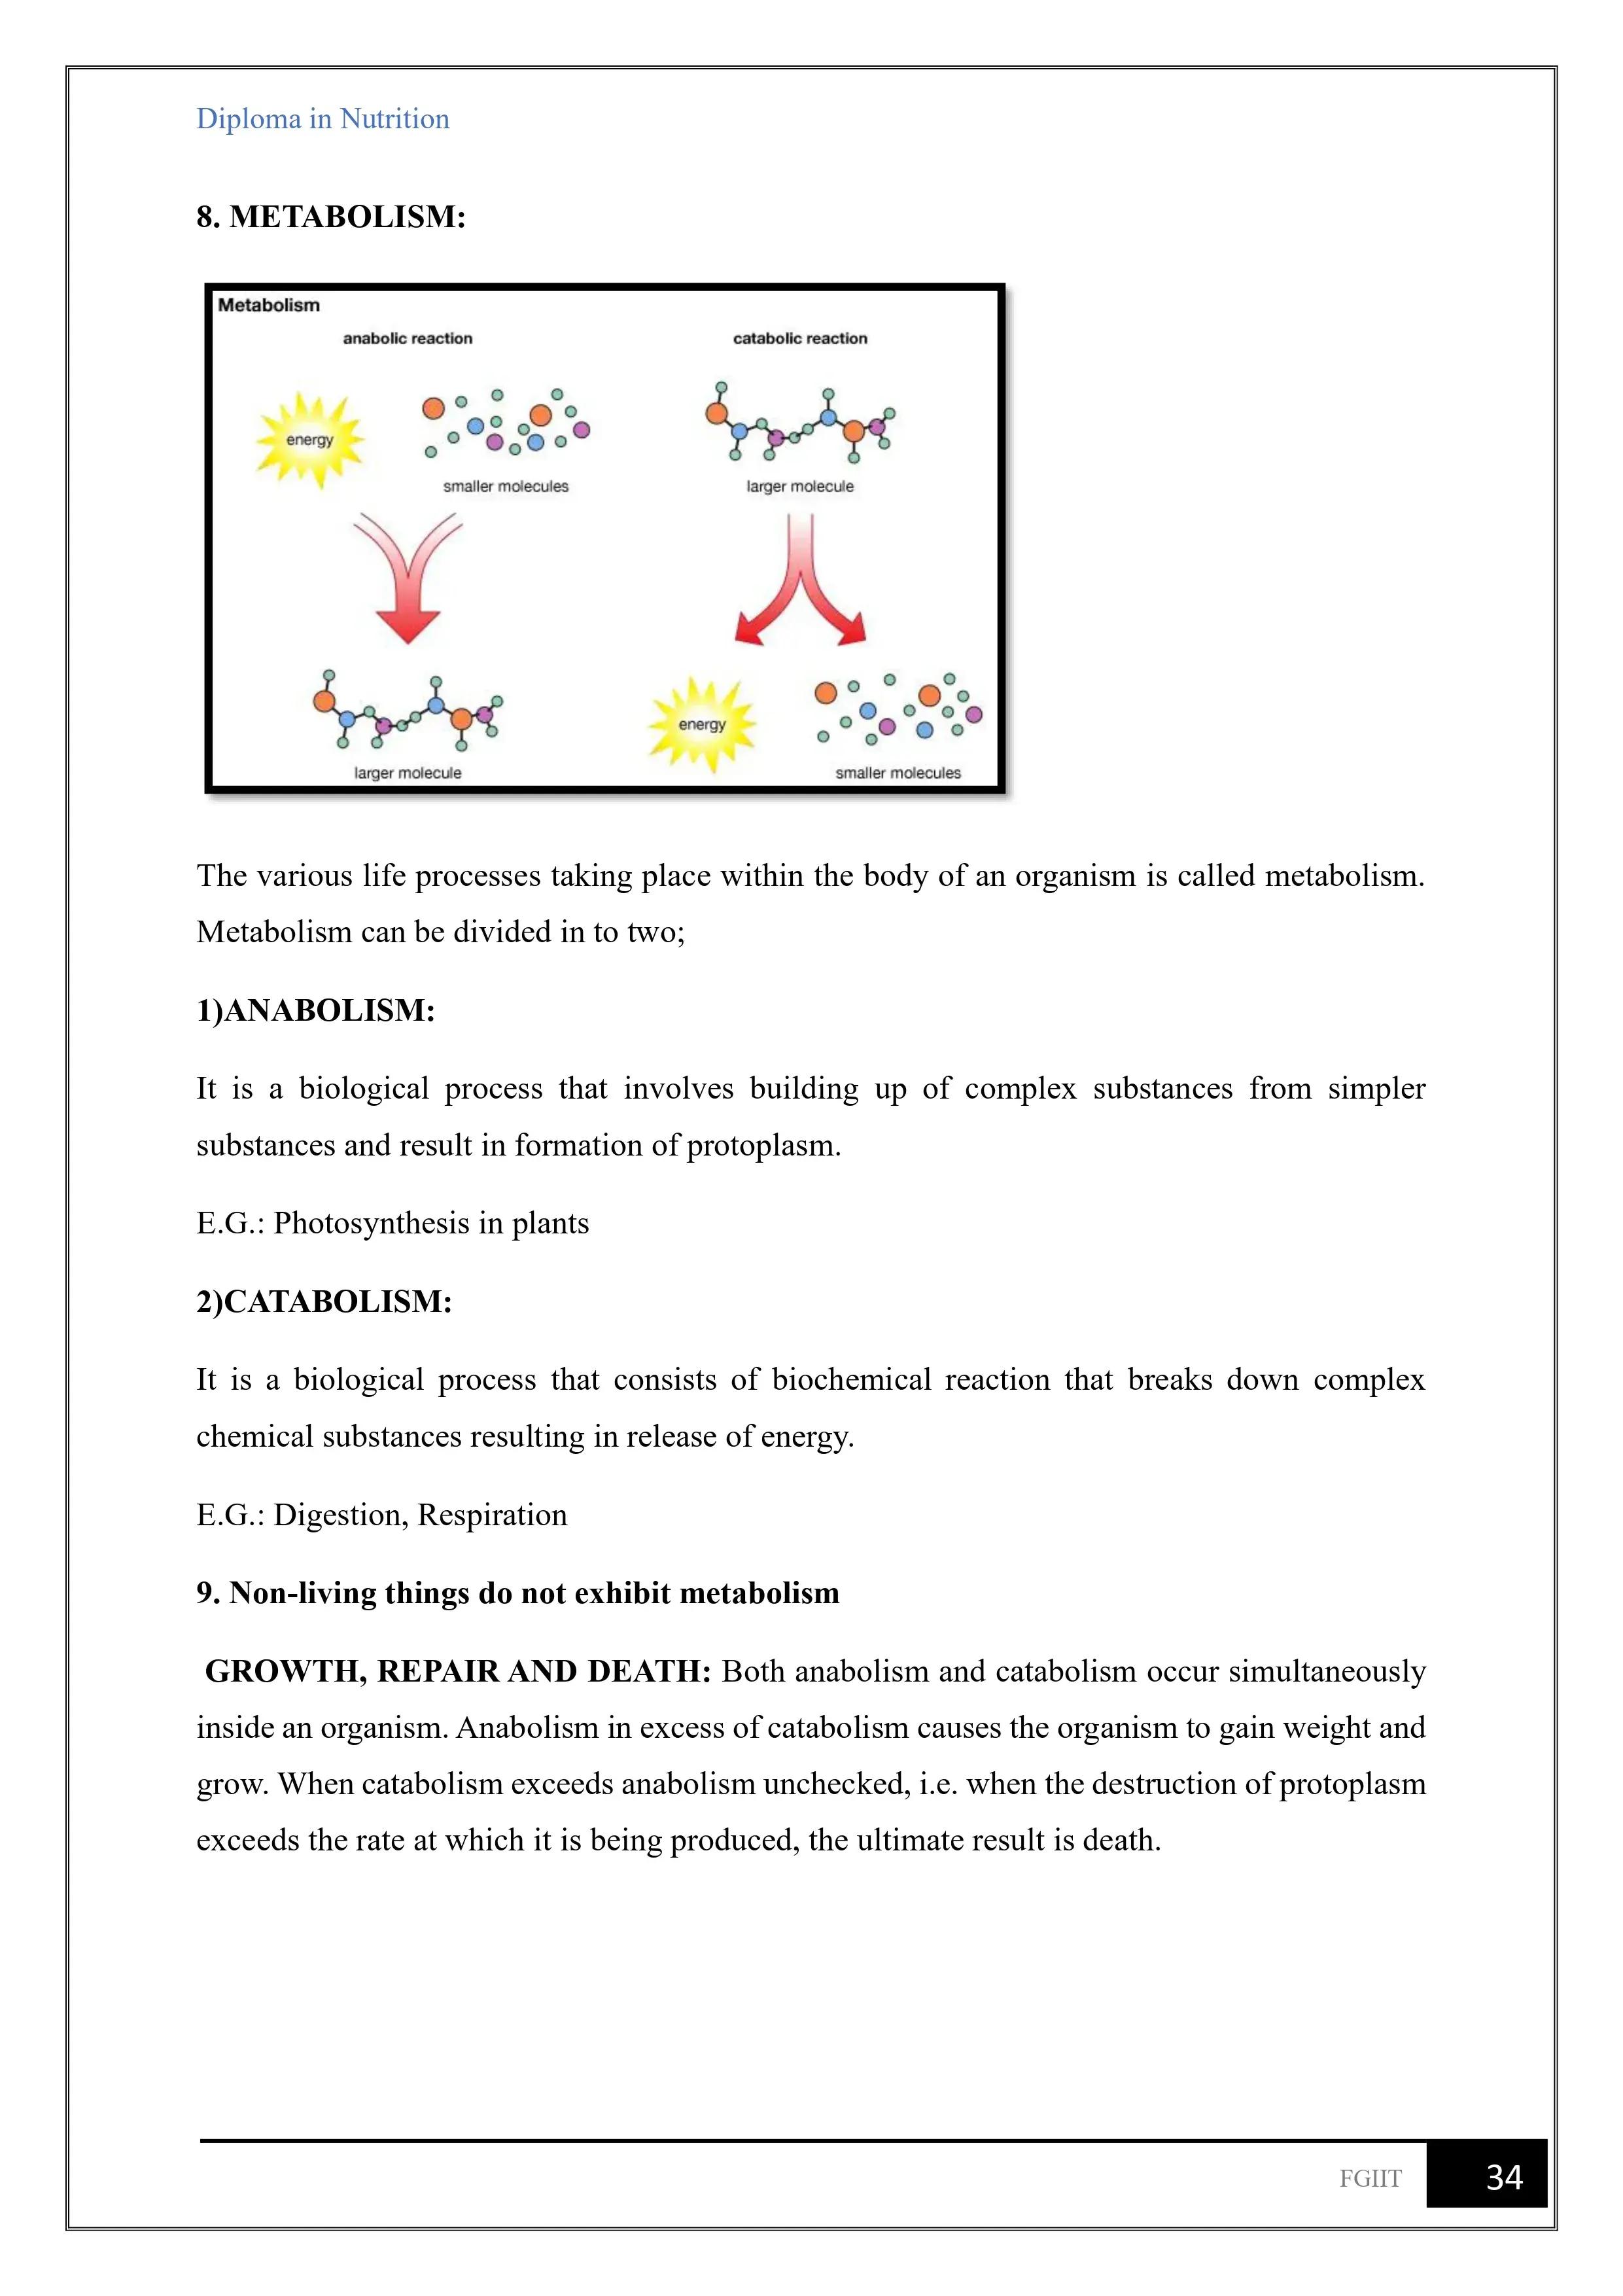 Diploma in Nutrition
8. METABOLISM:
Metabolism
anabolic reaction
catabolic reaction
energy
smaller molecules
larger molecule
larger molecule
energy
smaller molecules
The various life processes taking place within the body of an organism is called metabolism.
Metabolism can be divided in to two;
1)ANABOLISM:
It is a biological process that involves building up of complex substances from simpler
substances and result in formation of protoplasm.
E.G.: Photosynthesis in plants
2)CATABOLISM:
It is a biological process that consists of biochemical reaction that breaks down complex
chemical substances resulting in release of energy.
E.G.: Digestion, Respiration
9. Non-living things do not exhibit metabolism
GROWTH, REPAIR AND DEATH: Both anabolism and catabolism occur simultaneously
inside an organism. Anabolism in excess of catabolism causes the organism to gain weight and
grow. When catabolism exceeds anabolism unchecked, i.e. when the destruction of protoplasm
exceeds the rate at which it is being produced, the ultimate result is death.
FGIIT
34